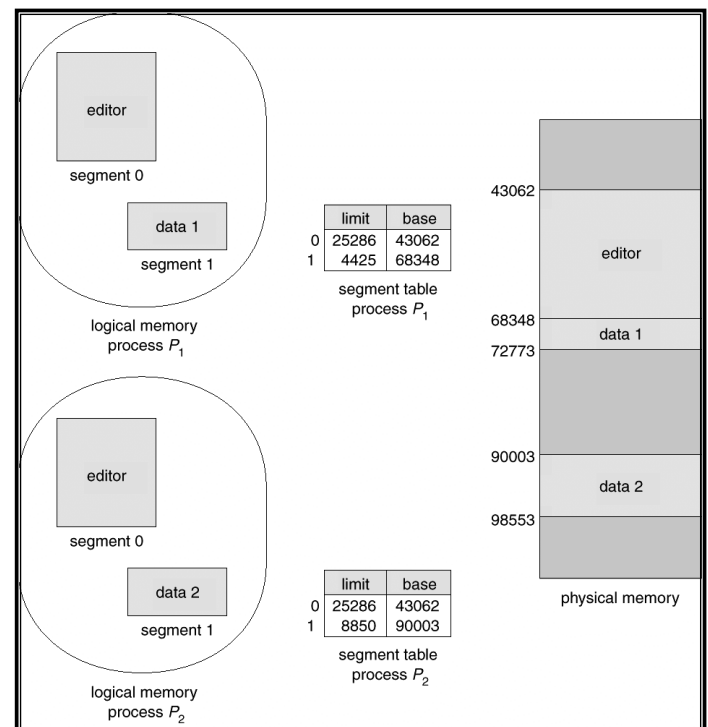 editor
segment 0
data 1
segment 1
logical memory
process P1
limit base
0 25286 43062
1 4425 68348
segment table
process P1
editor
segment 0
data 2
segment 1
logical memory
process P2
limit base
0 25286 43062
1 8850 90003
segment table
process P2
43062
editor
68348
data 1
72773
90003
data 2
98553
physical memory